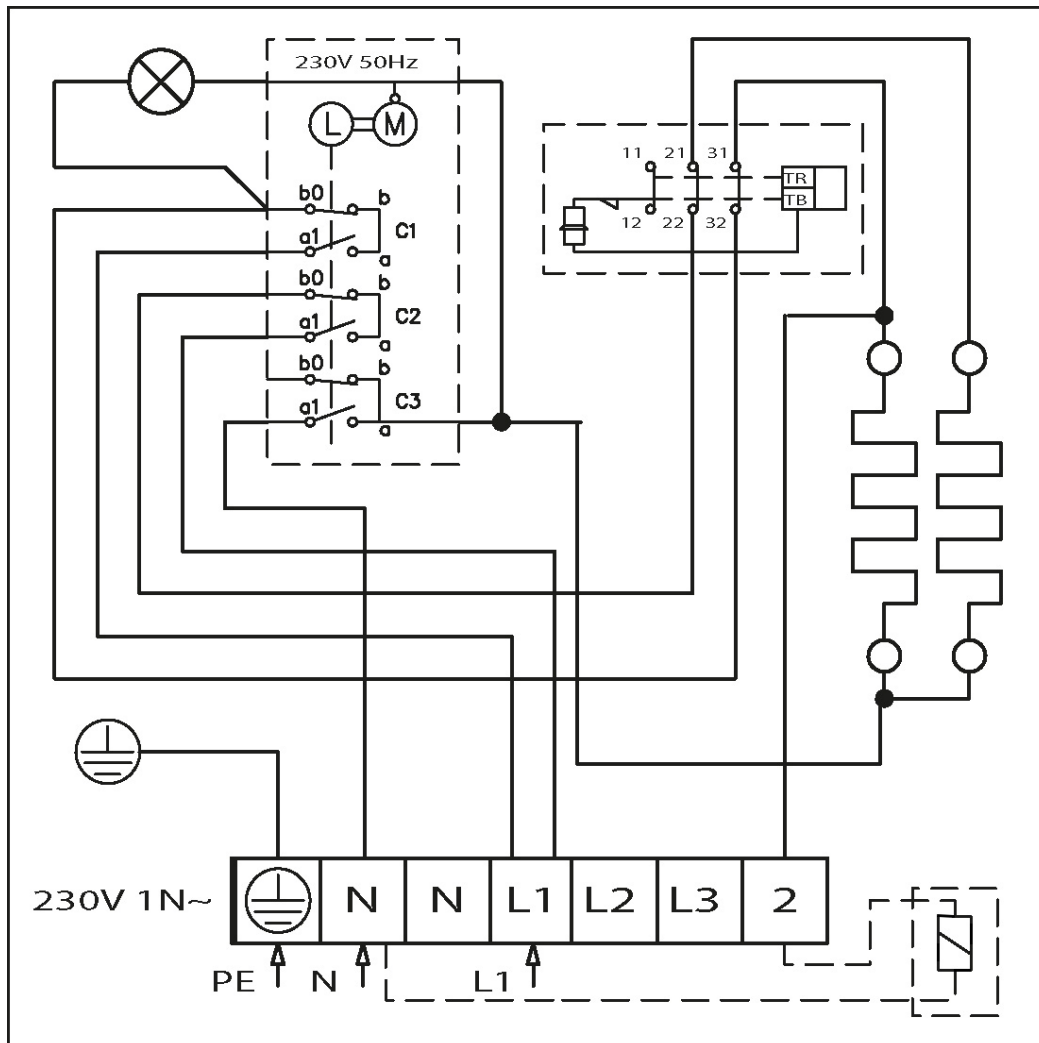 230V 50Hz
L M
11 21 31
TR
TB
12 22 32
b0 b
C1
a1 a
b0 b
C2
a1 a
b0 b
C3
a1 a
230V 1N~ N N L1 L2 L3 2
PE N L1